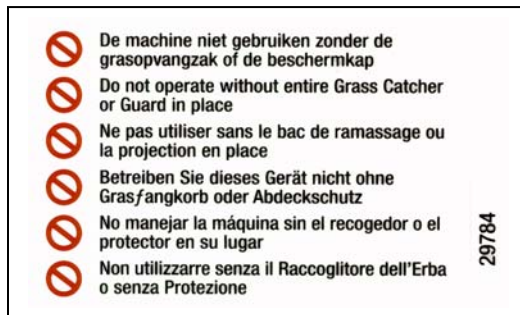 De machine niet gebruiken zonder de
grasopvangzak of de beschermkap
Do not operate without entire Grass Catcher
or Guard in place
Ne pas utiliser sans le bac de ramassage ou
la projection en place
Betreiben Sie dieses Gerät nicht ohne
Grasƒangkorb oder Abdeckschutz
No manejar la máquina sin el recogedor o el
protector en su lugar
Non utilizzarre senza il Raccoglitore dell'Erba
o senza Protezione
29784